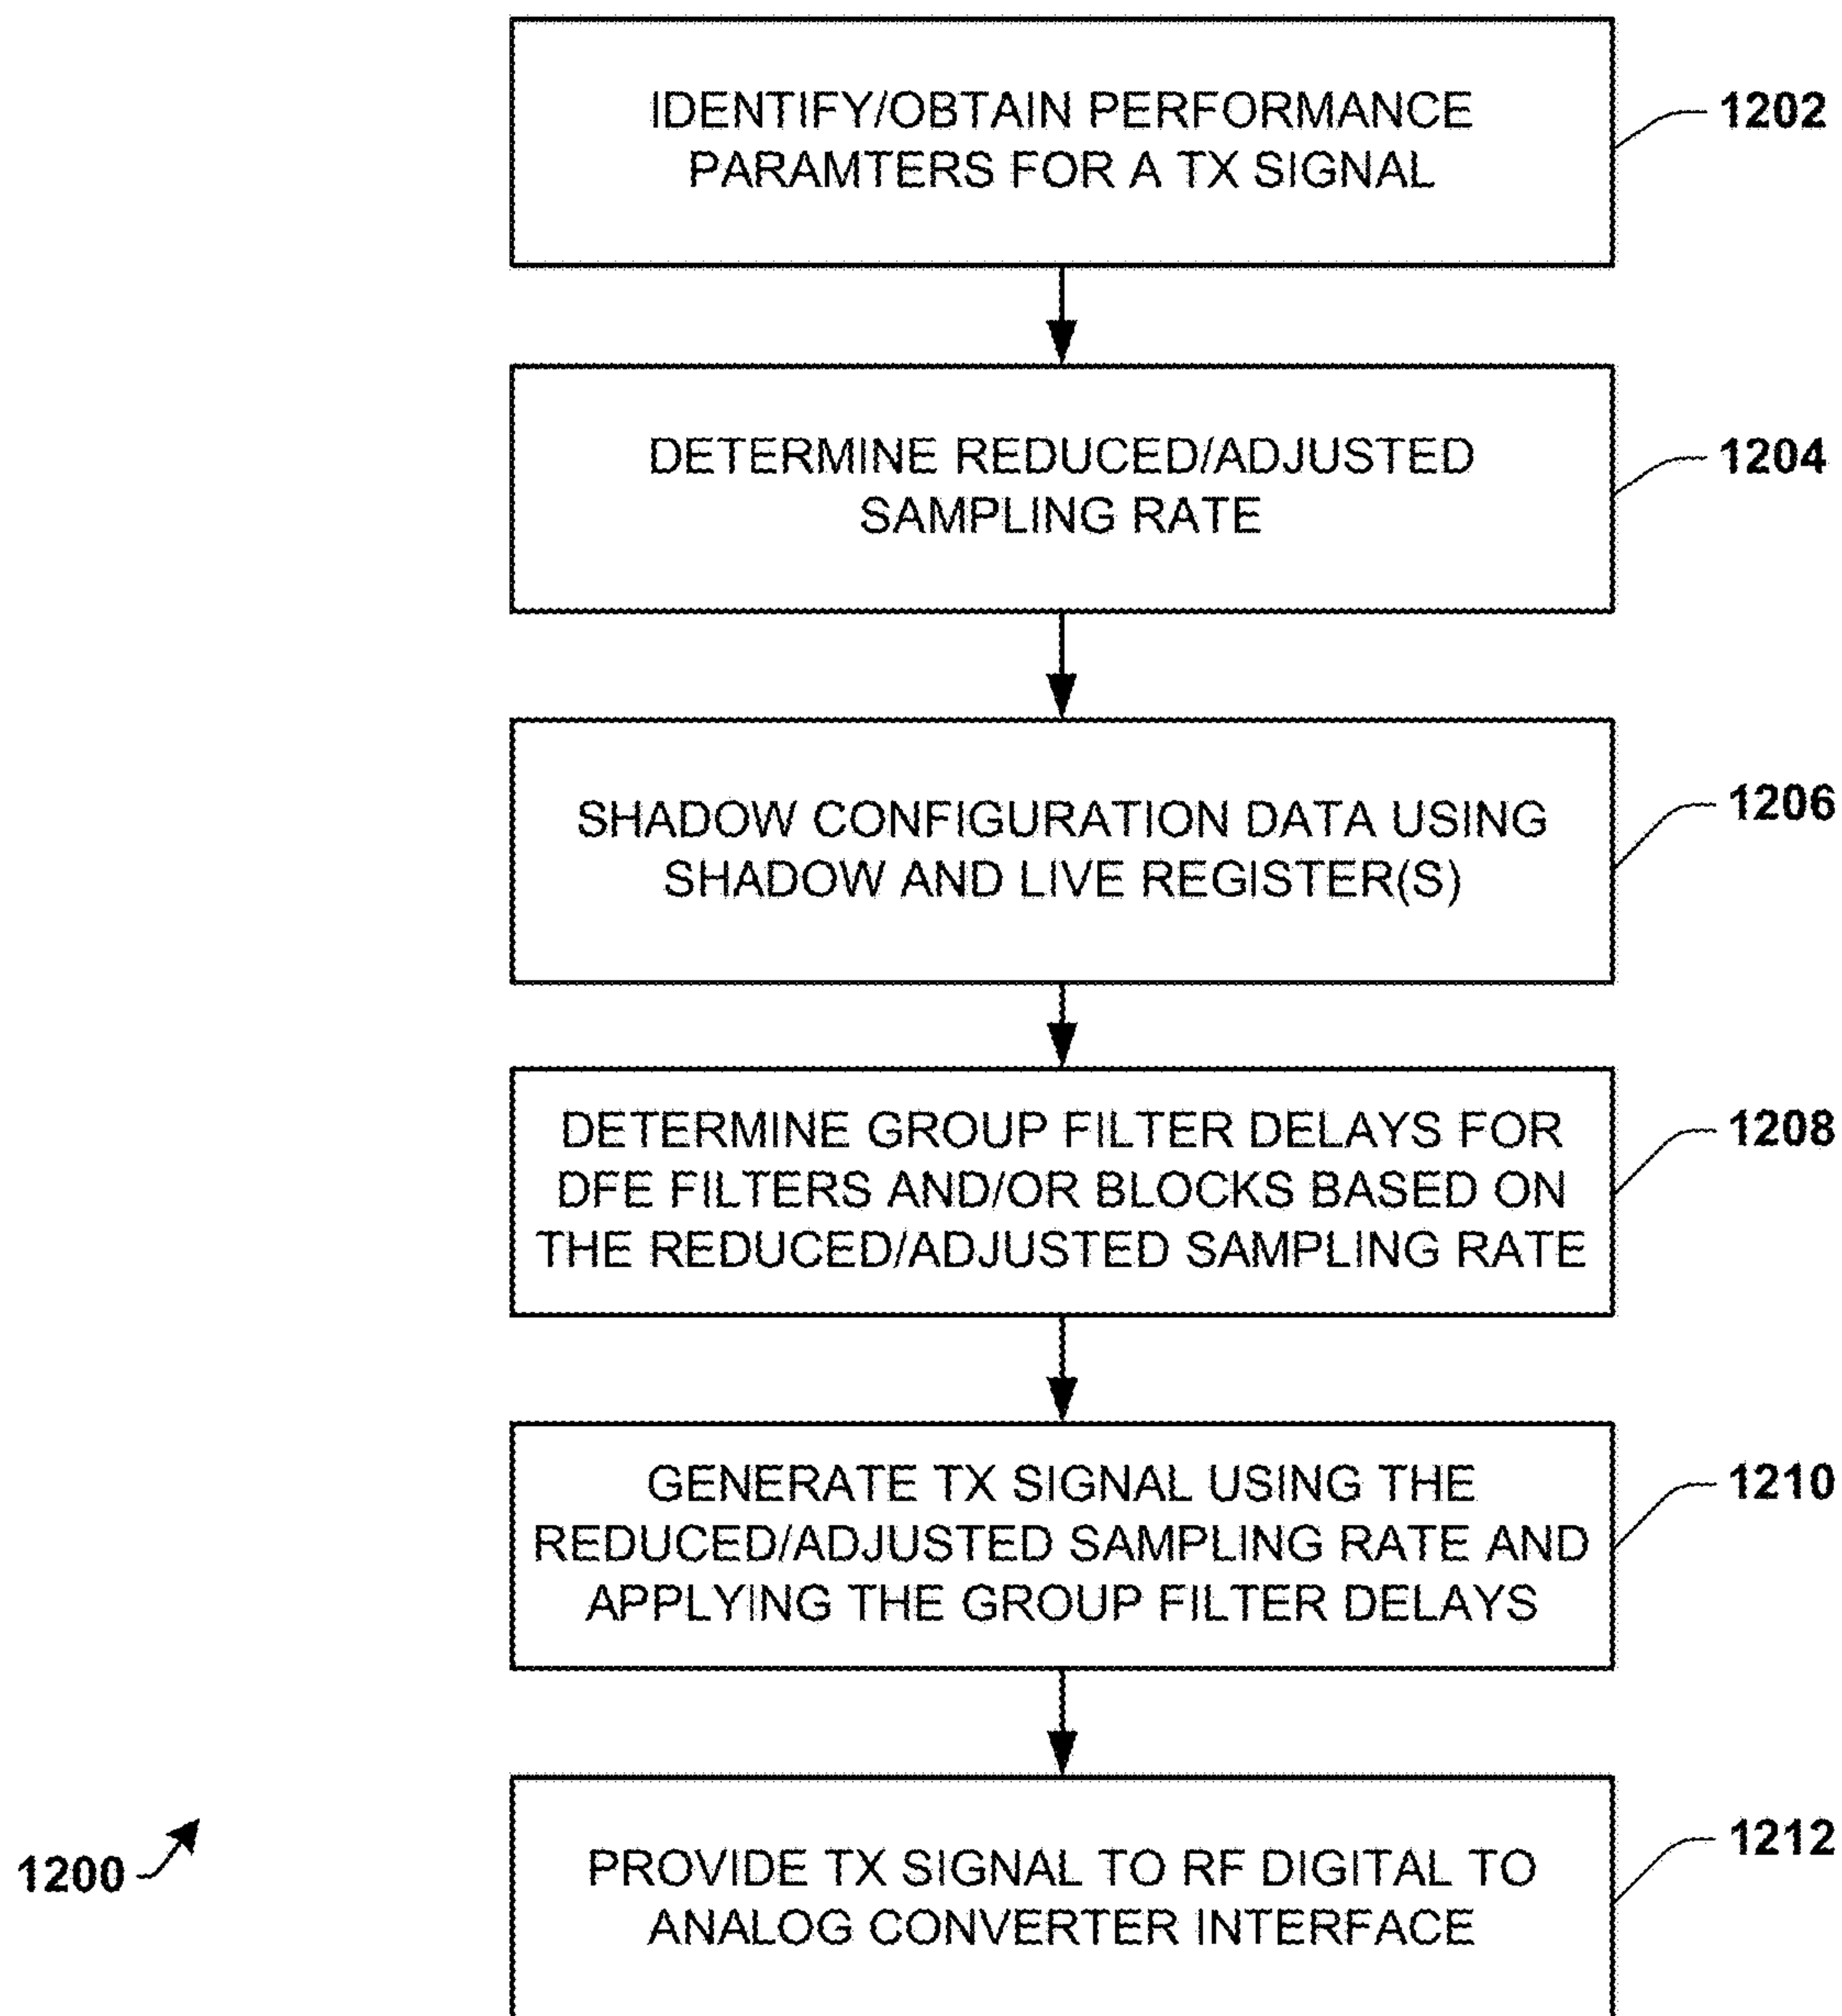 IDENTIFY/OBTAIN PERFORMANCE
PARAMTERS FOR A TX SIGNAL
1202
DETERMINE REDUCED/ADJUSTED
SAMPLING RATE
1204
SHADOW CONFIGURATION DATA USING
SHADOW AND LIVE REGISTER(S)
1206
DETERMINE GROUP FILTER DELAYS FOR
DFE FILTERS AND/OR BLOCKS BASED ON
THE REDUCED/ADJUSTED SAMPLING RATE
1208
GENERATE TX SIGNAL USING THE
REDUCED/ADJUSTED SAMPLING RATE AND
APPLYING THE GROUP FILTER DELAYS
1210
PROVIDE TX SIGNAL TO RF DIGITAL TO
ANALOG CONVERTER INTERFACE
1212
1200